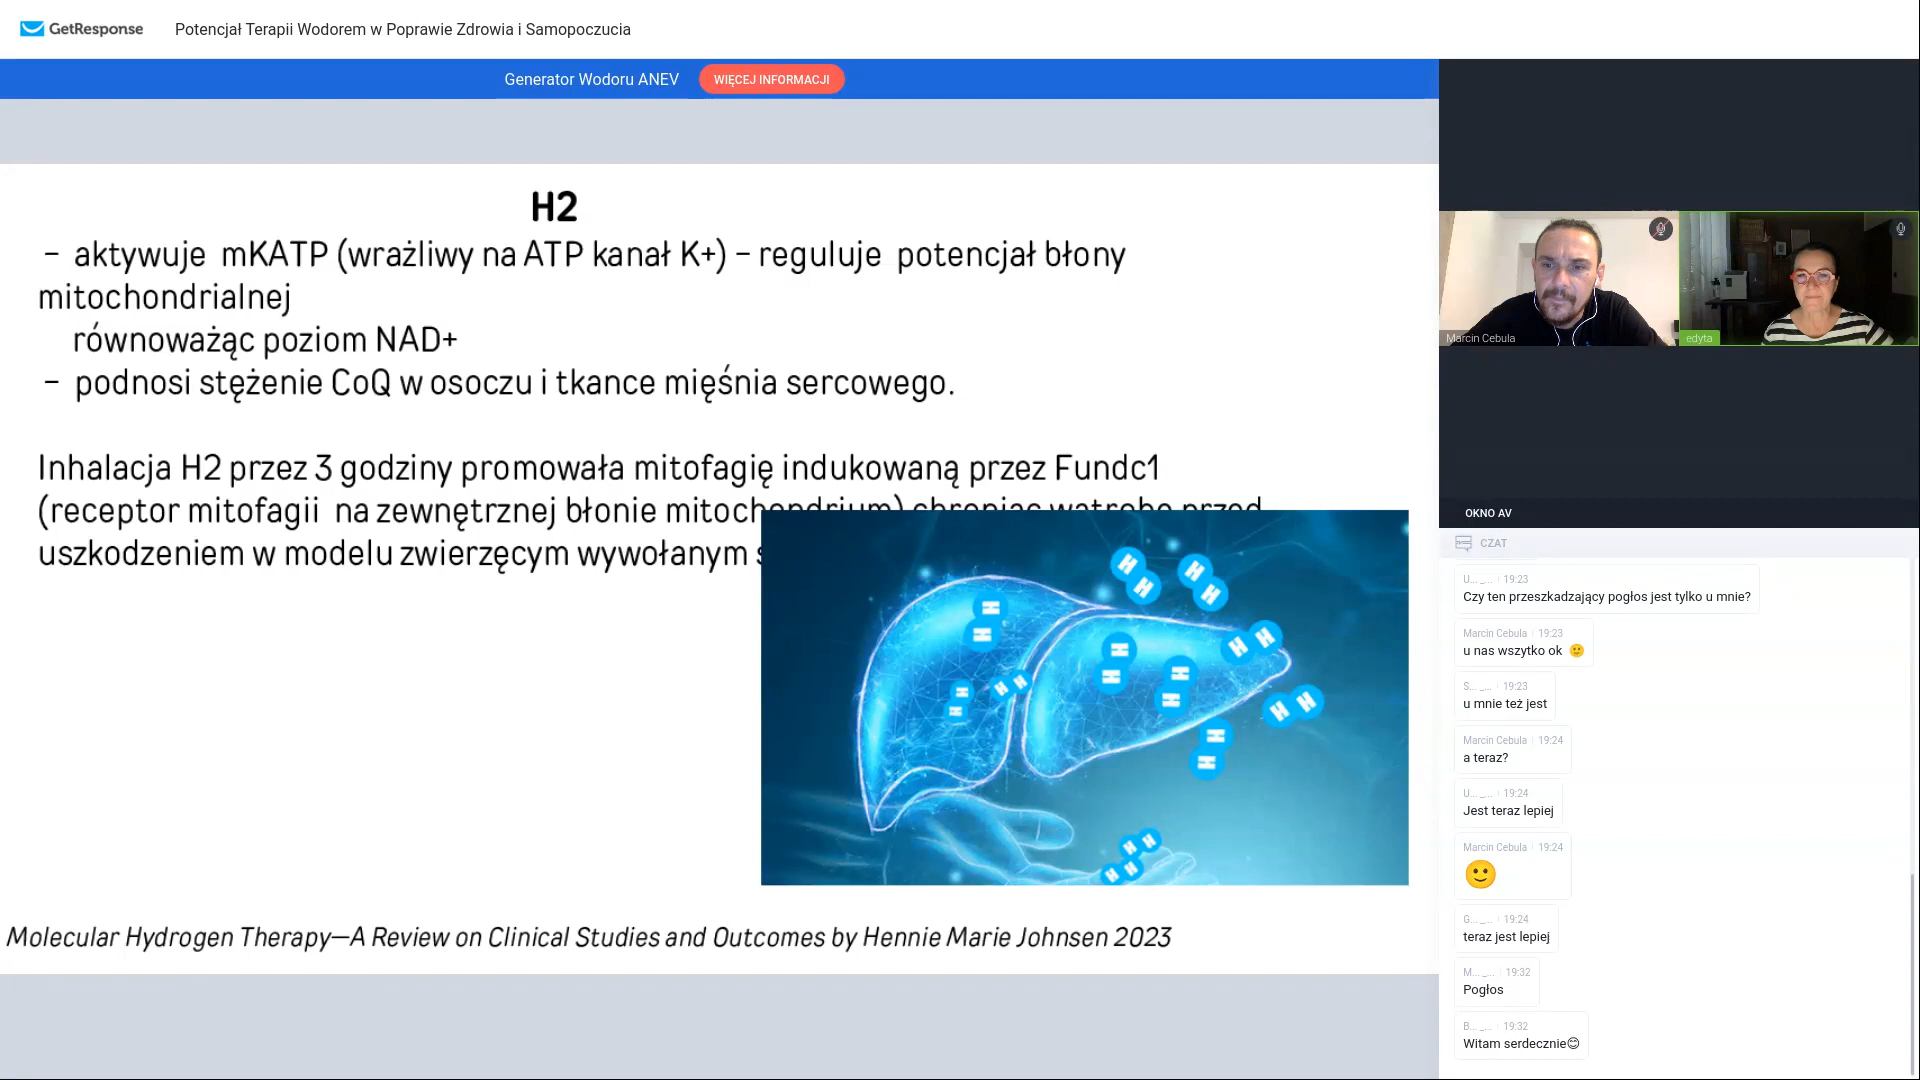 GetResponse
Potencjał Terapii Wodorem w Poprawie Zdrowia i Samopoczucia
Generator Wodoru ANEV
WIĘCEJ INFORMACJI
H2
– aktywuje mKATP (wrażliwy na ATP kanał K+) – reguluje potencjał błony
mitochondrialnej
równoważąc poziom NAD+
– podnosi stężenie CoQ w osoczu i tkance mięśnia sercowego.
Inhalacja H2 przez 3 godziny promowała mitofagię indukowaną przez Fundc1
(receptor mitofagii na zewnętrznej błonie mitochondrium) chroniąc wątrobę przed
uszkodzeniem w modelu zwierzęcym wywołanym
H H H H
H H H H
H H H H
H H H H
H H H H
H H
H H
H H
Molecular Hydrogen Therapy—A Review on Clinical Studies and Outcomes by Hennie Marie Johnsen 2023
Marcin Cebula
edyta
OKNO AV
CZAT
U... _... 19:23
Czy ten przeszkadzający pogłos jest tylko u mnie?
Marcin Cebula 19:23
u nas wszytko ok 🙂
S... _... 19:23
u mnie też jest
Marcin Cebula 19:24
a teraz?
U... _... 19:24
Jest teraz lepiej
Marcin Cebula 19:24
🙂
G... _... 19:24
teraz jest lepiej
M... _... 19:32
Pogłos
B... _... 19:32
Witam serdecznie😊